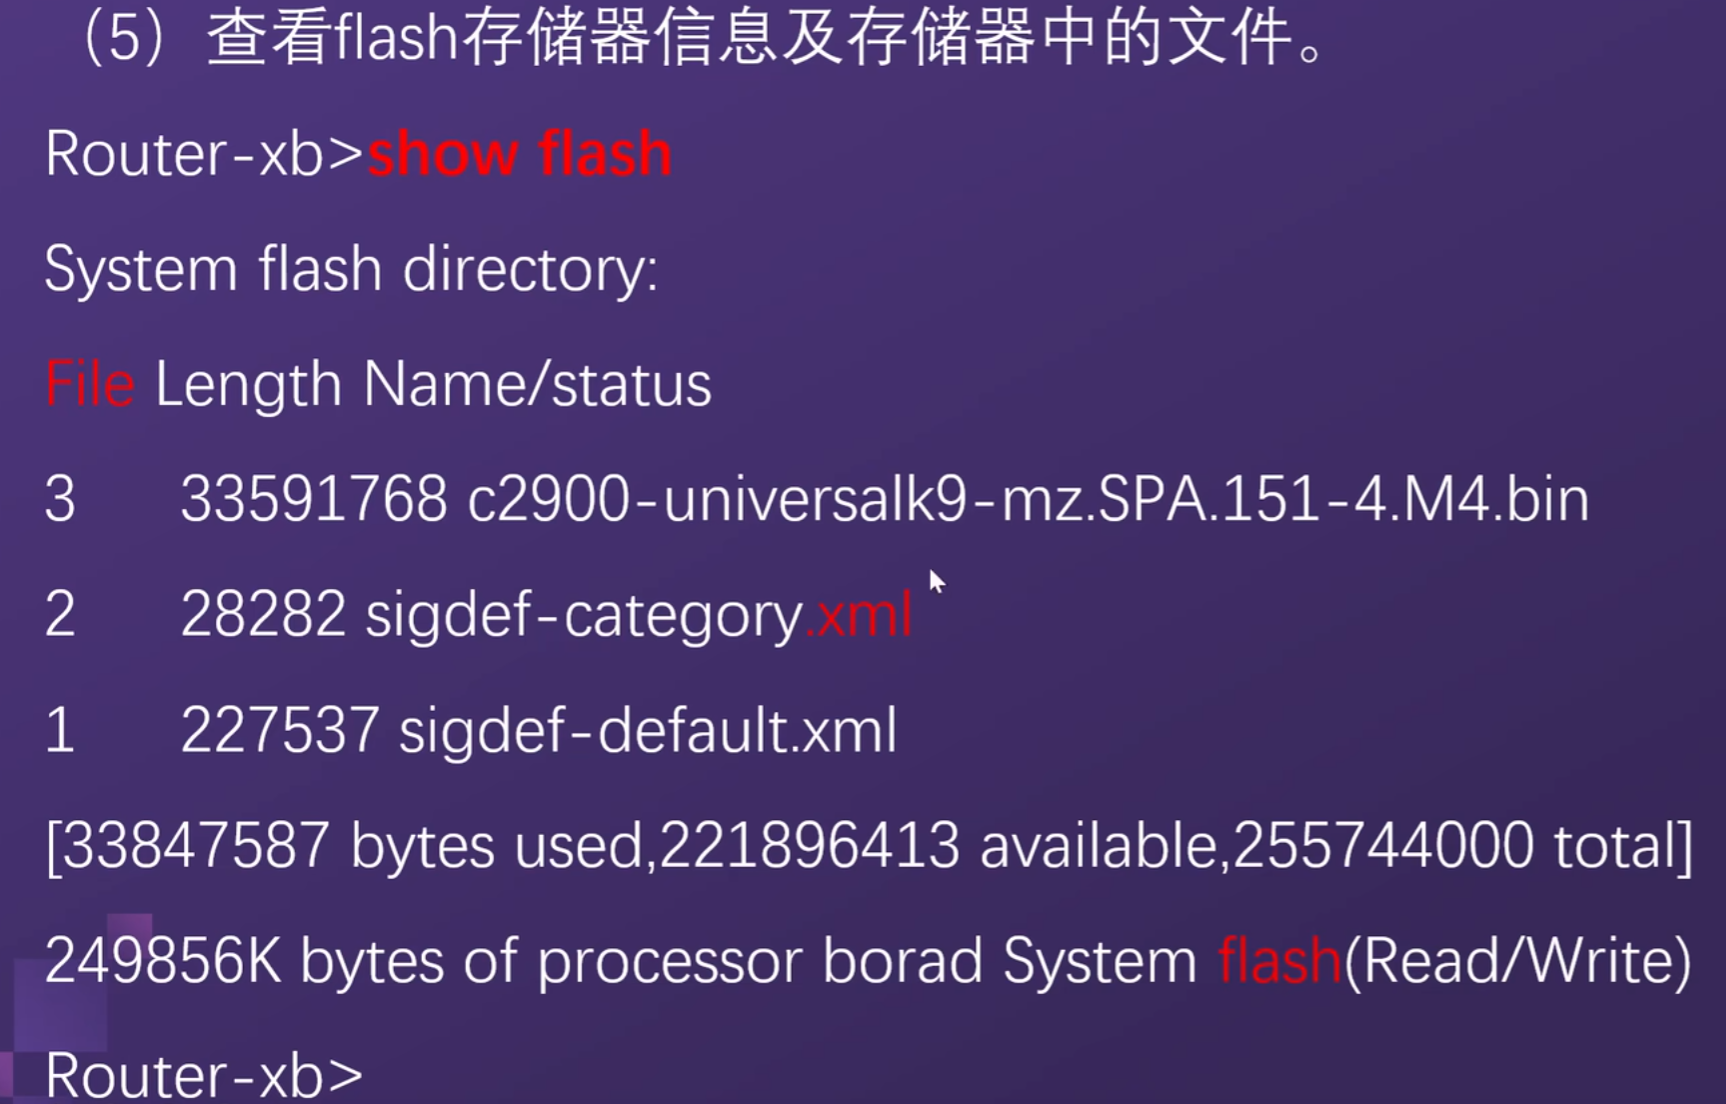 （5）查看flash存储器信息及存储器中的文件。
Router-xb>show flash
System flash directory:
File Length Name/status
3 33591768 c2900-universalk9-mz.SPA.151-4.M4.bin
2 28282 sigdef-category.xml
1 227537 sigdef-default.xml
[33847587 bytes used,221896413 available,255744000 total]
249856K bytes of processor borad System flash(Read/Write)
Router-xb>